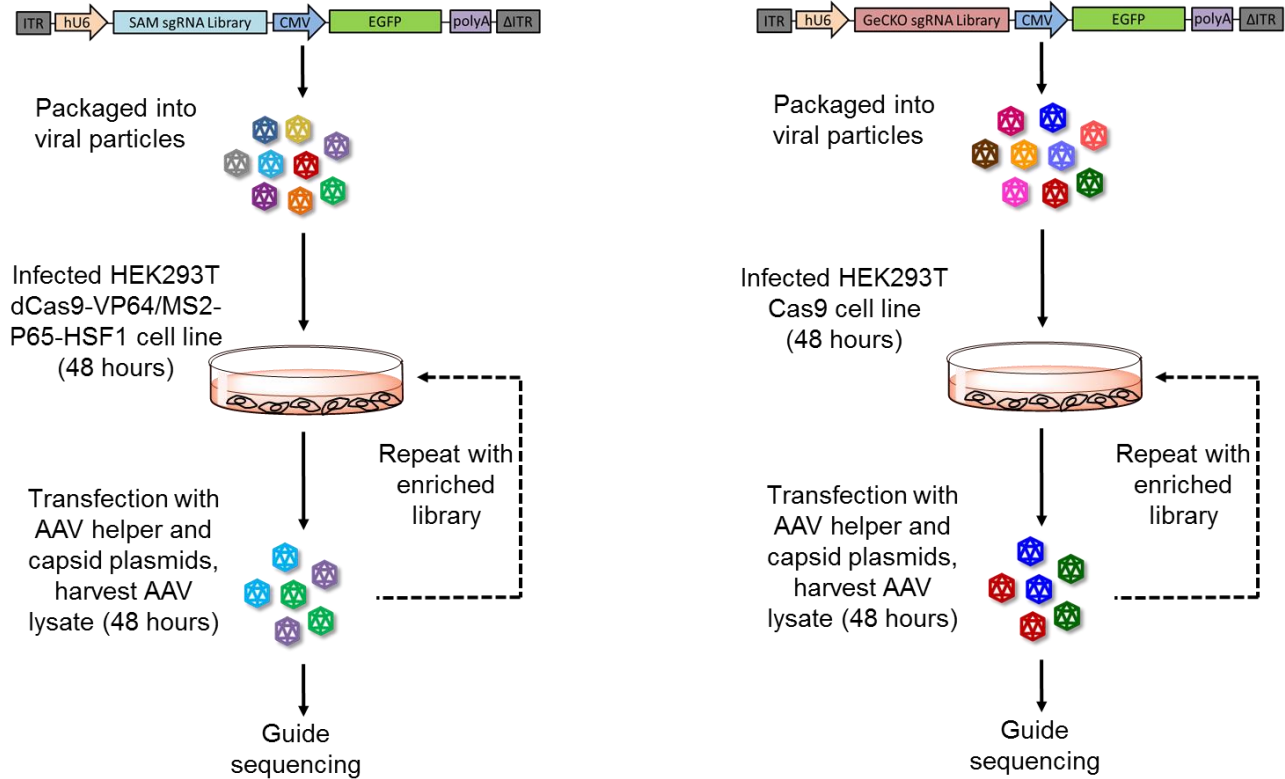 ITR hU6 SAM sgRNA Library CMV EGFP polyA ΔITR
Packaged into
viral particles
Infected HEK293T
dCas9-VP64/MS2-
P65-HSF1 cell line
(48 hours)
Repeat with
enriched
library
Transfection with
AAV helper and
capsid plasmids,
harvest AAV
lysate (48 hours)
Guide
sequencing
ITR hU6 GeCKO sgRNA Library CMV EGFP polyA ΔITR
Packaged into
viral particles
Infected HEK293T
Cas9 cell line
(48 hours)
Repeat with
enriched
library
Transfection with
AAV helper and
capsid plasmids,
harvest AAV
lysate (48 hours)
Guide
sequencing